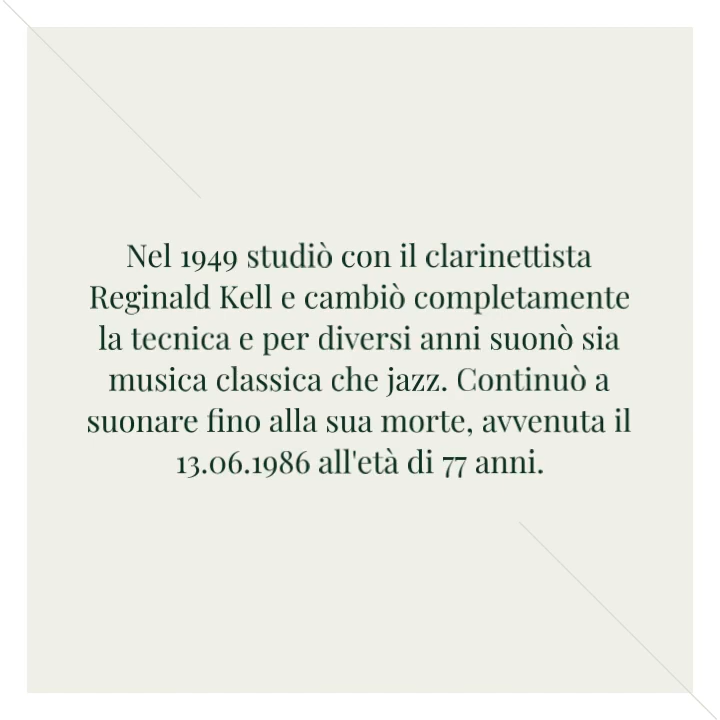 Nel 1949 studiò con il clarinettista
Reginald Kell e cambiò completamente
la tecnica e per diversi anni suonò sia
musica classica che jazz. Continuò a
suonare fino alla sua morte, avvenuta il
13.06.1986 all'età di 77 anni.